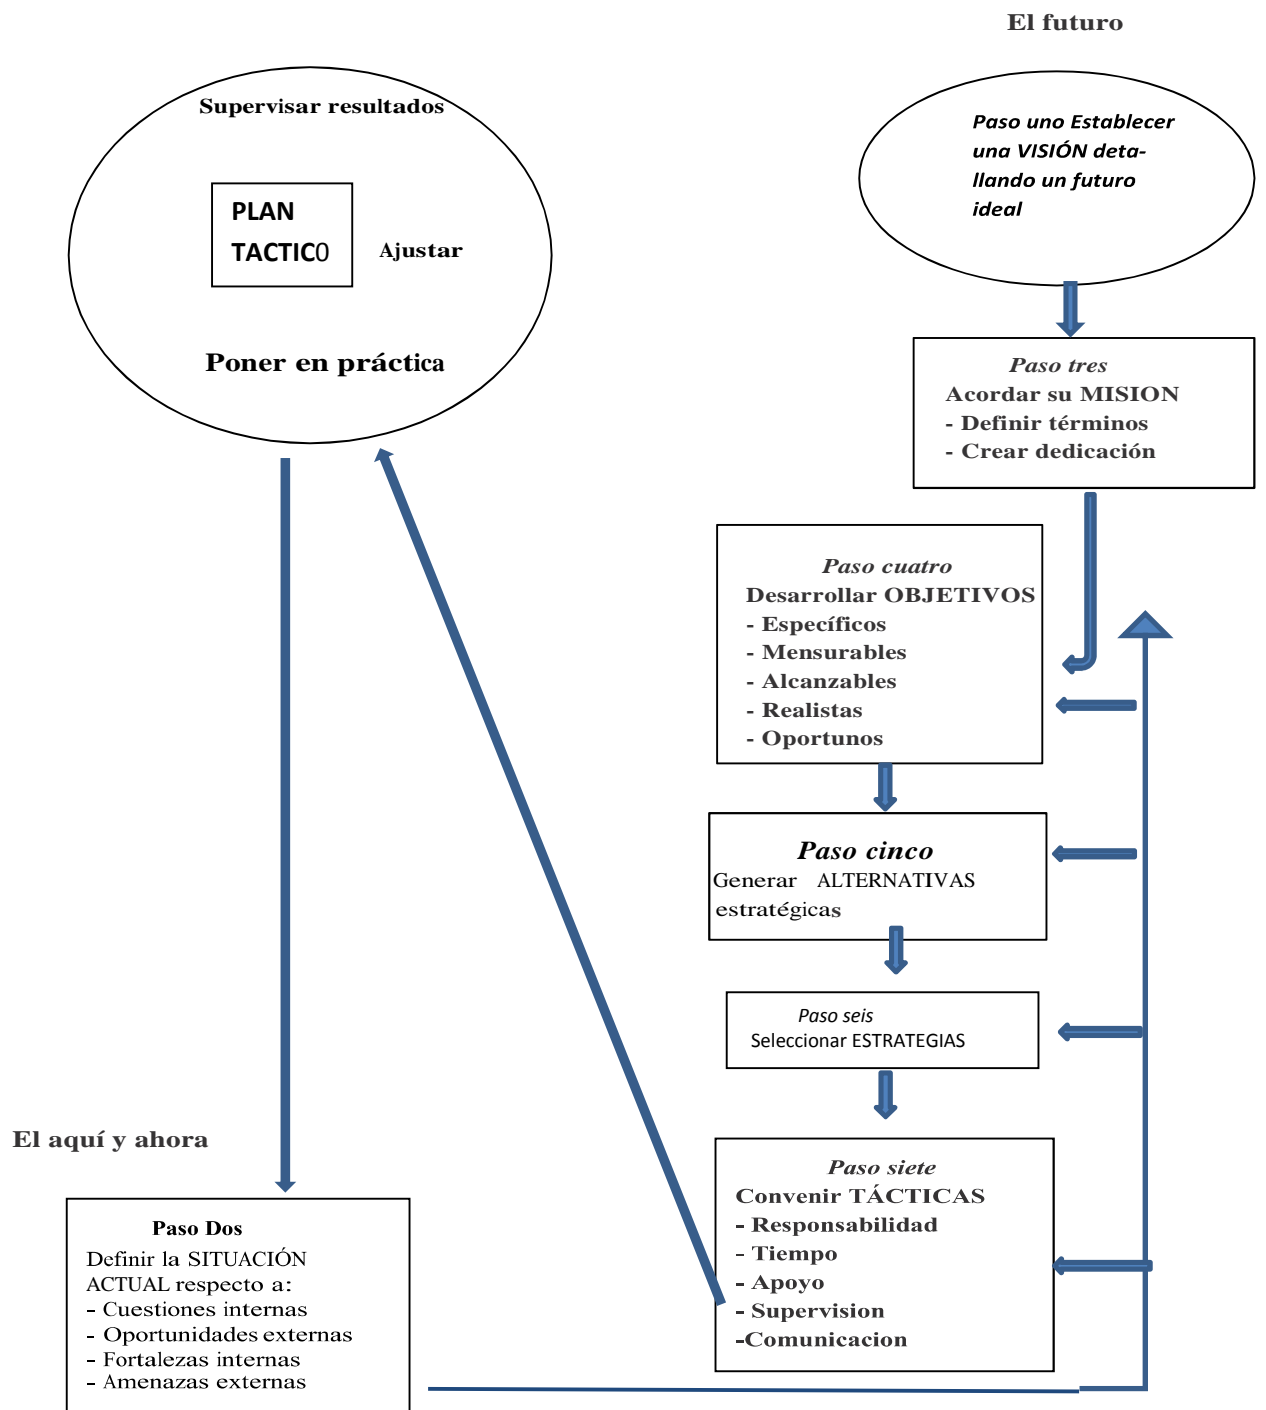 El futuro
Supervisar resultados
PLAN
TACTIC0
Ajustar
Poner en práctica
Paso uno Establecer
una VISIÓN deta-
llando un futuro
ideal
Paso tres
Acordar su MISION
- Definir términos
- Crear dedicación
Paso cuatro
Desarrollar OBJETIVOS
- Específicos
- Mensurables
- Alcanzables
- Realistas
- Oportunos
Paso cinco
Generar ALTERNATIVAS
estratégicas
Paso seis
Seleccionar ESTRATEGIAS
Paso siete
Convenir TÁCTICAS
- Responsabilidad
- Tiempo
- Apoyo
- Supervision
-Comunicacion
El aquí y ahora
Paso Dos
Definir la SITUACIÓN
ACTUAL respecto a:
- Cuestiones internas
- Oportunidades externas
- Fortalezas internas
- Amenazas externas